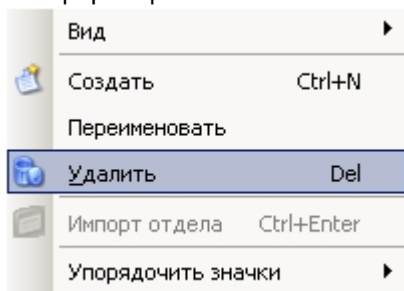 Вид
Создать Ctrl+N
Переименовать
Удалить Del
Импорт отдела Ctrl+Enter
Упорядочить значки